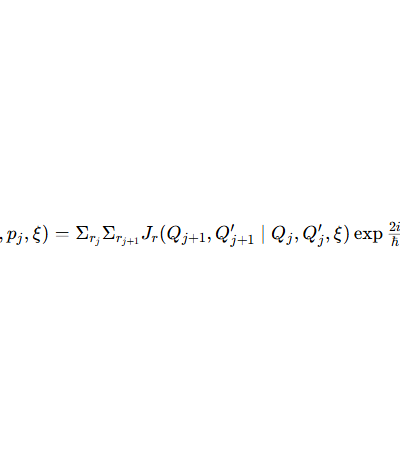 , p_j, ξ) = Σ_{r_j} Σ_{r_{j+1}} J_r(Q_{j+1}, Q′_{j+1} | Q_j, Q′_j, ξ) exp 2i/ħ